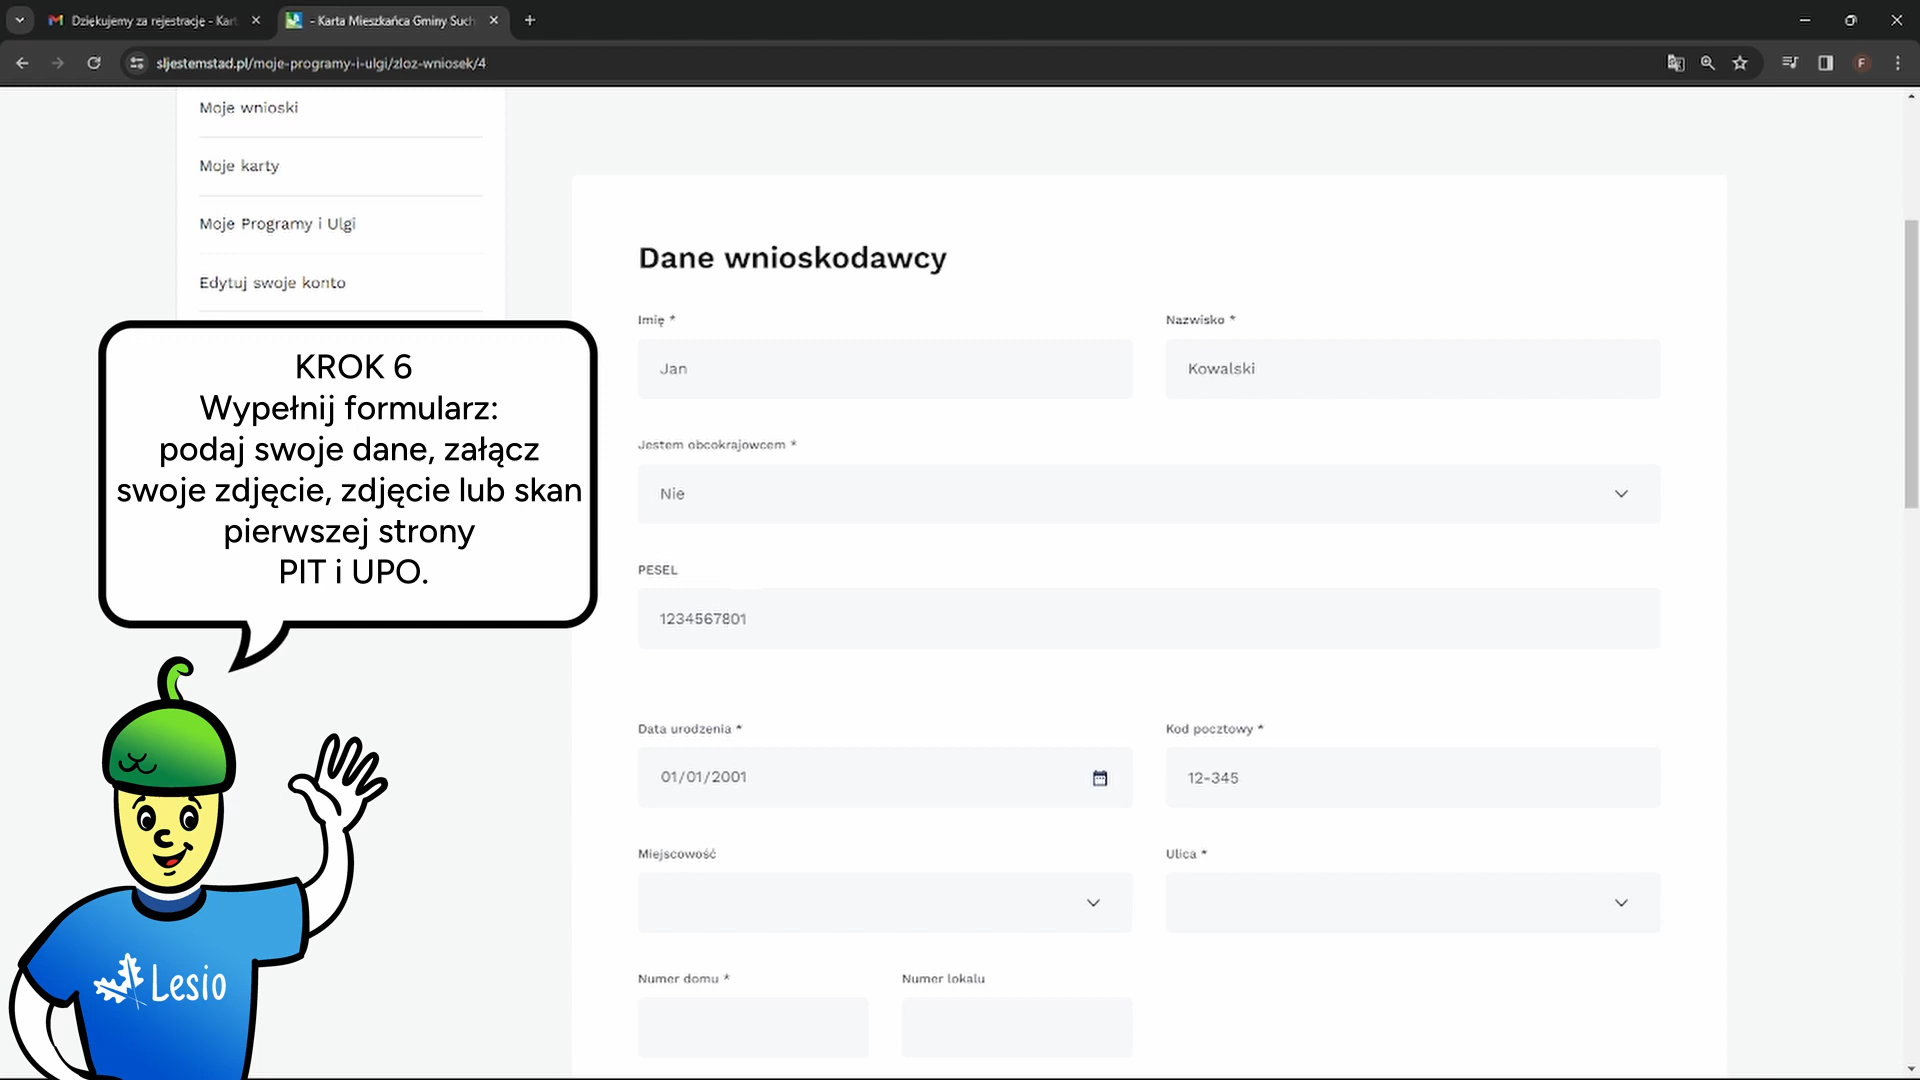 Dziękujemy za rejestrację - Kart
- Karta Mieszkańca Gminy Such
sljestemstad.pl/moje-programy-i-ulgi/zloz-wniosek/4
F
Moje wnioski
Moje karty
Moje Programy i Ulgi
Edytuj swoje konto
KROK 6
Wypełnij formularz:
podaj swoje dane, załącz
swoje zdjęcie, zdjęcie lub skan
pierwszej strony
PIT i UPO.
Lesio
Dane wnioskodawcy
Imię *
Nazwisko *
Jan
Kowalski
Jestem obcokrajowcem *
Nie
PESEL
1234567801
Data urodzenia *
Kod pocztowy *
01/01/2001
12-345
Miejscowość
Ulica *
Numer domu *
Numer lokalu